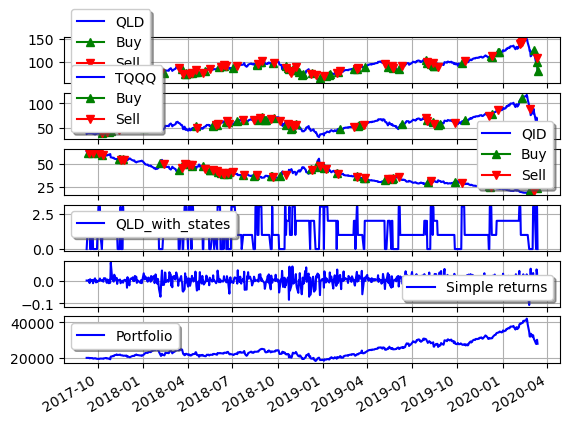 QLD
Buy
Sell
150
100
TQQQ
Buy
Sell
100
50
QID
Buy
Sell
50
25
QLD_with_states
2.5
0.0
Simple returns
0.0
−0.1
Portfolio
40000
20000
2017-10
2018-01
2018-04
2018-07
2018-10
2019-01
2019-04
2019-07
2019-10
2020-01
2020-04